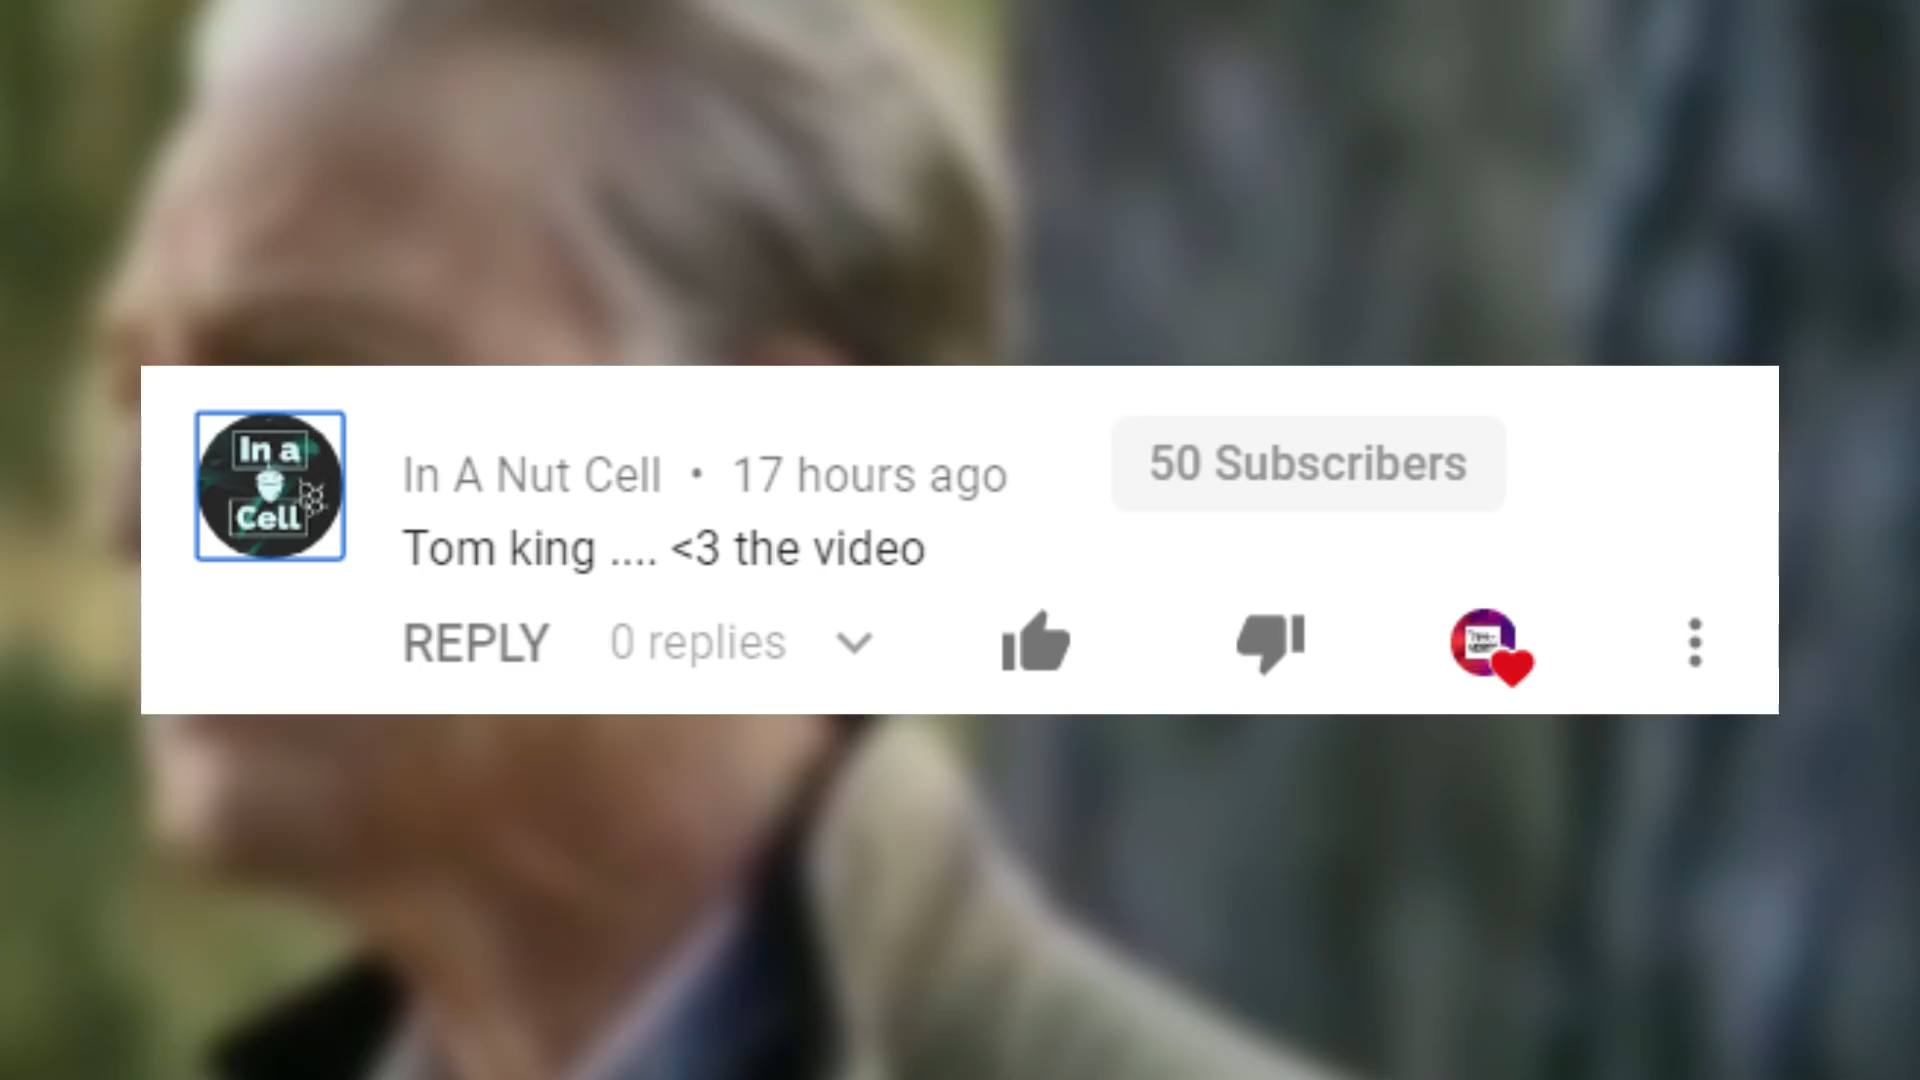 In a
Cell
In A Nut Cell • 17 hours ago
50 Subscribers
Tom king .... <3 the video
REPLY
0 replies